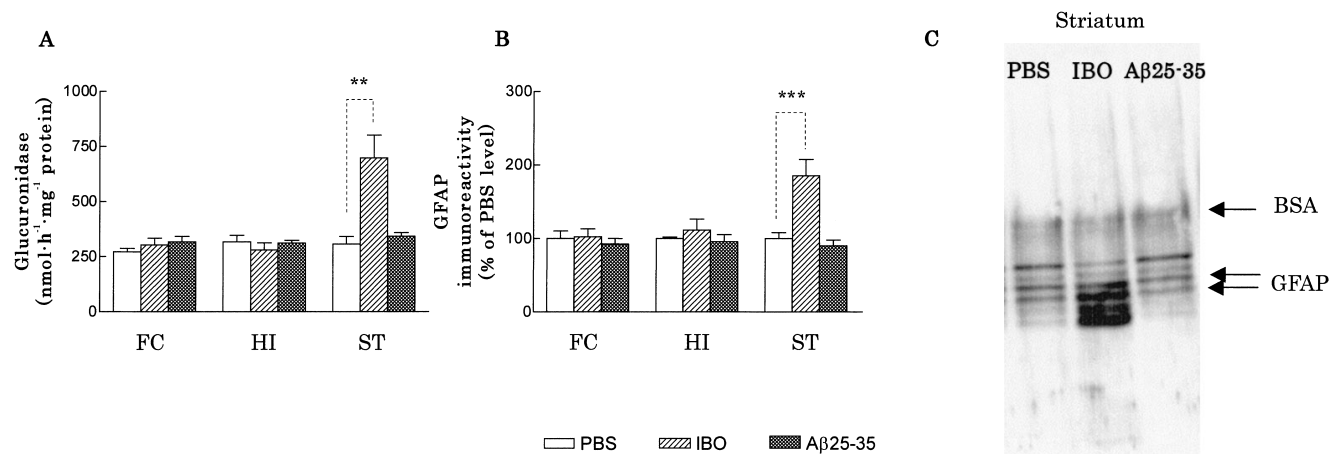 A
Glucuronidase
(nmol·h⁻¹·mg⁻¹ protein)
1000
750
500
250
0
**
FC HI ST
B
GFAP
immunoreactivity
(% of PBS level)
300
200
100
0
***
FC HI ST
PBS IBO Aβ25-35
C
Striatum
PBS IBO Aβ25-35
BSA
GFAP